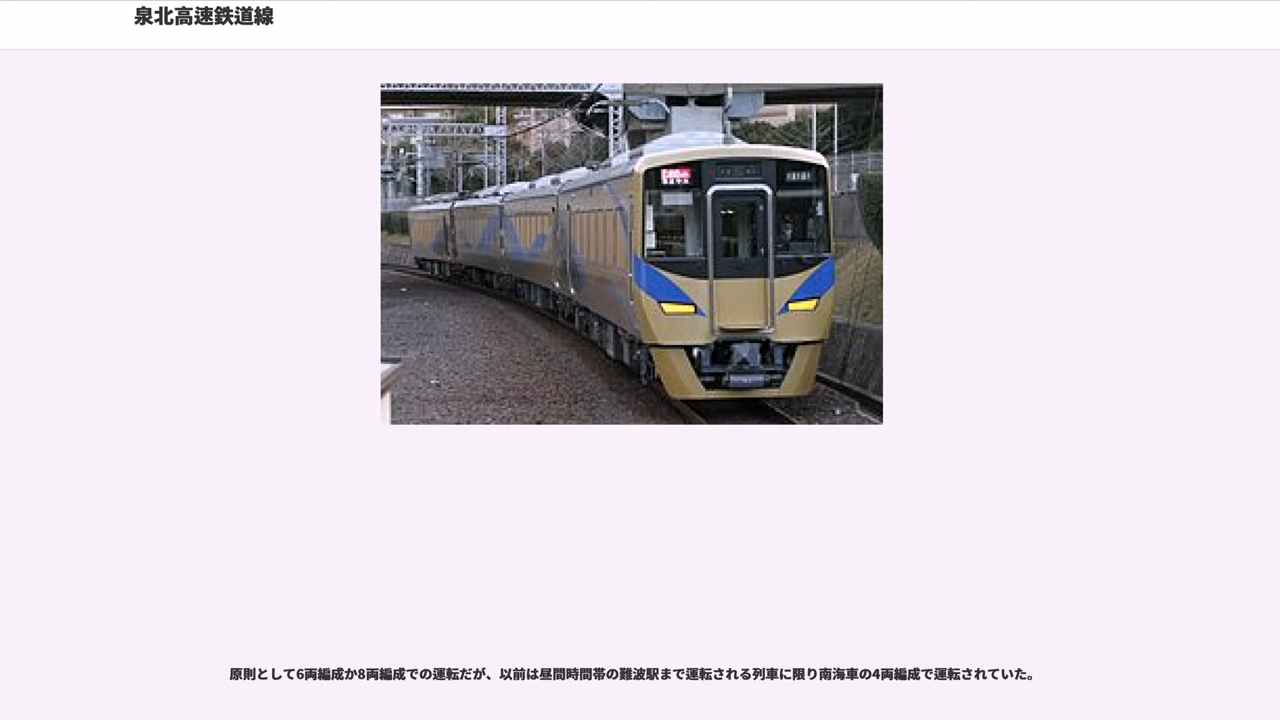 泉北高速鉄道線
原則として6両編成か8両編成での運転だが、以前は昼間時間帯の難波駅まで運転される列車に限り南海車の4両編成で運転されていた。